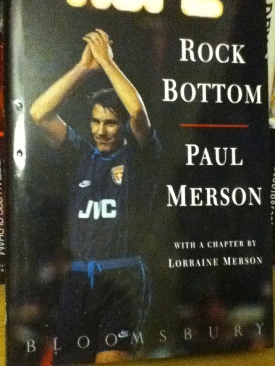 ROCK
BOTTOM
PAUL
MERSON
WITH A CHAPTER BY
LORRAINE MERSON
JVC
BLOOMSBURY